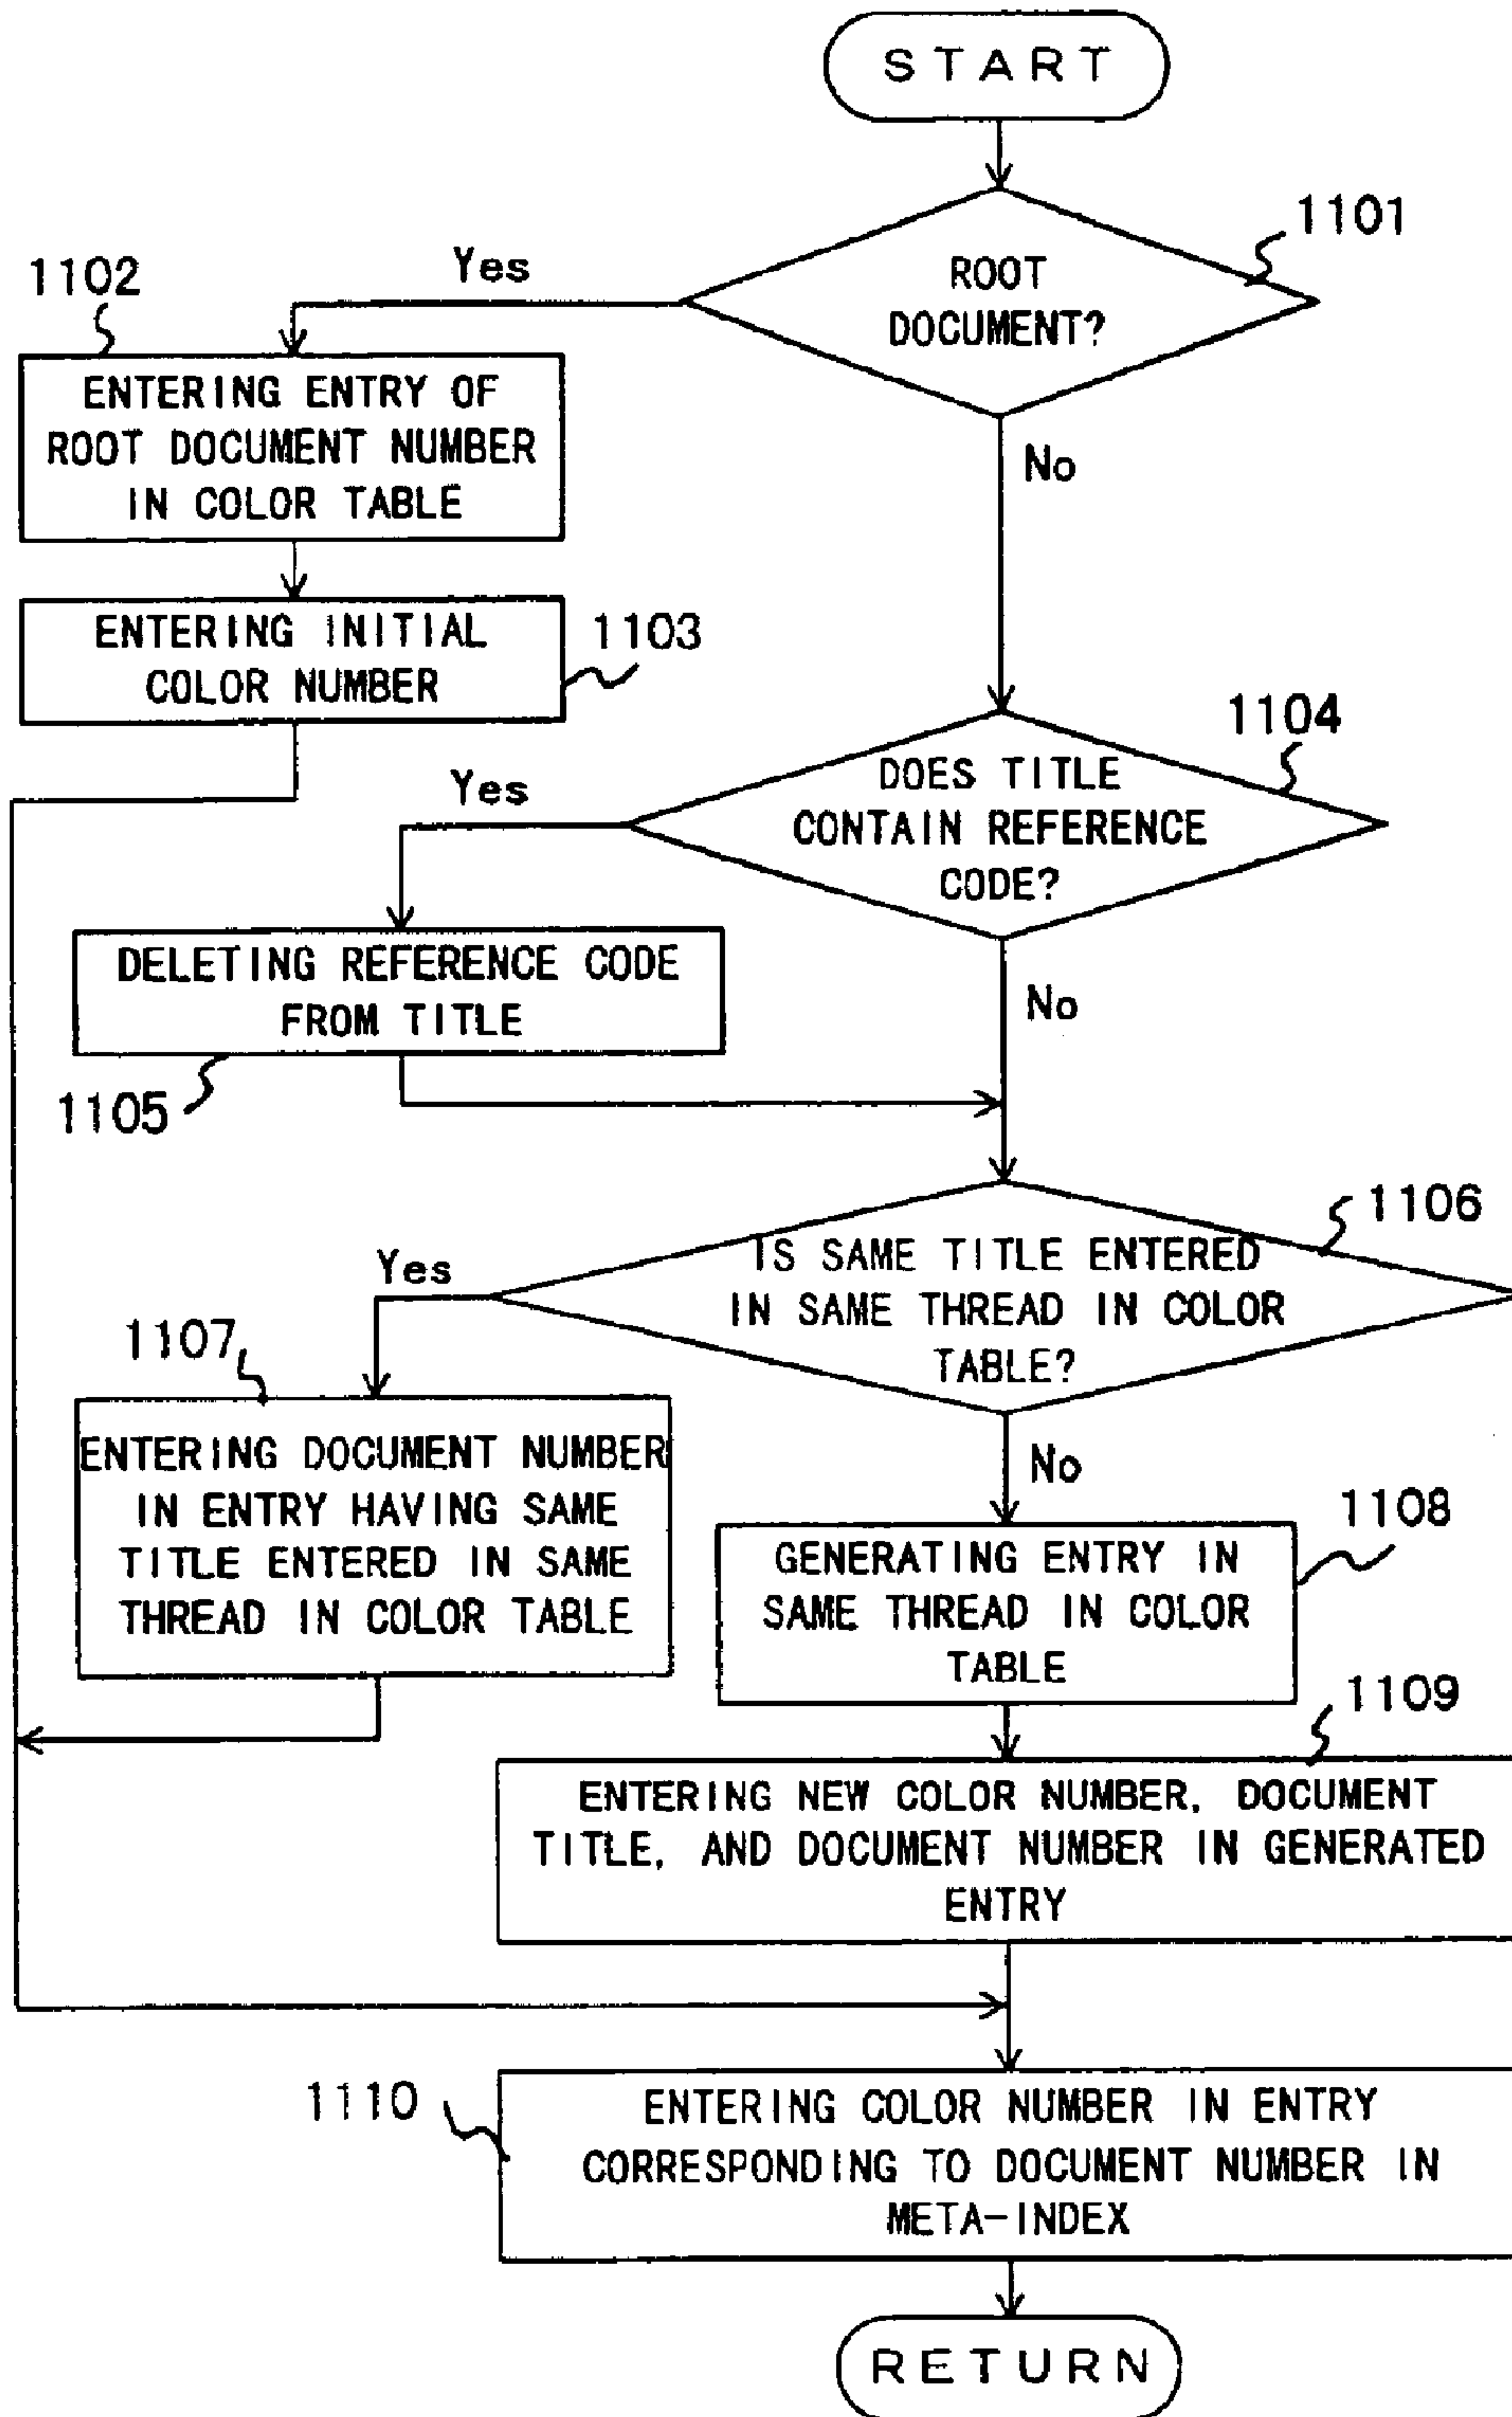 START
1101
ROOT
DOCUMENT?
Yes
No
1102
ENTERING ENTRY OF
ROOT DOCUMENT NUMBER
IN COLOR TABLE
1103
ENTERING INITIAL
COLOR NUMBER
1104
DOES TITLE
CONTAIN REFERENCE
CODE?
Yes
No
DELETING REFERENCE CODE
FROM TITLE
1105
1106
IS SAME TITLE ENTERED
IN SAME THREAD IN COLOR
TABLE?
Yes
No
1107
ENTERING DOCUMENT NUMBER
IN ENTRY HAVING SAME
TITLE ENTERED IN SAME
THREAD IN COLOR TABLE
1108
GENERATING ENTRY IN
SAME THREAD IN COLOR
TABLE
1109
ENTERING NEW COLOR NUMBER, DOCUMENT
TITLE, AND DOCUMENT NUMBER IN GENERATED
ENTRY
1110
ENTERING COLOR NUMBER IN ENTRY
CORRESPONDING TO DOCUMENT NUMBER IN
META-INDEX
RETURN